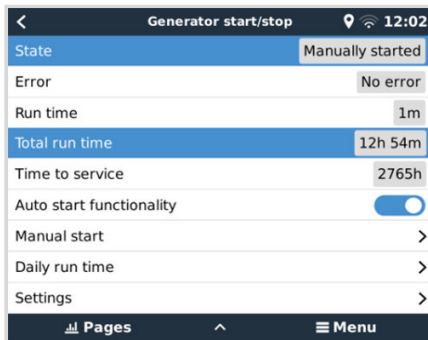 Generator start/stop 12:02
State Manually started
Error No error
Run time 1m
Total run time 12h 54m
Time to service 2765h
Auto start functionality
Manual start
Daily run time
Settings
Pages Menu